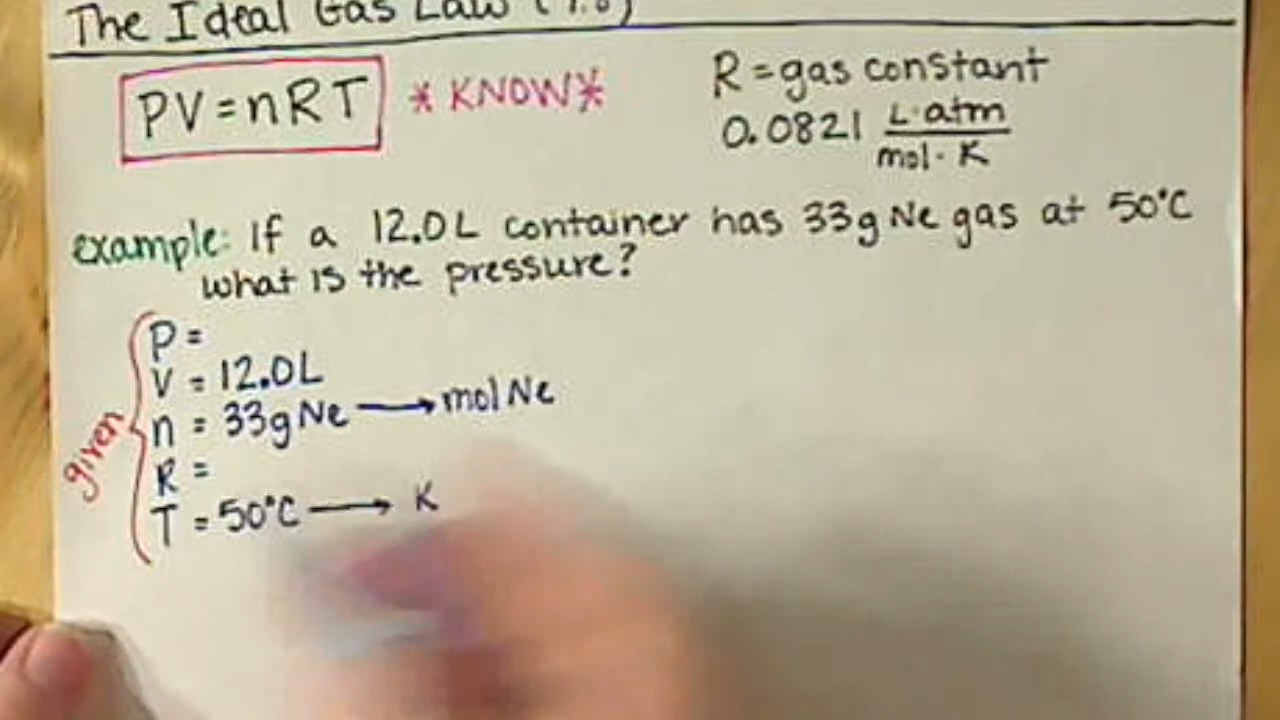 The Ideal Gas Law
PV=nRT *KNOW*
R=gas constant
0.0821 L·atm
mol·K
example: If a 12.0L container has 33g Ne gas at 50°C
what is the pressure?
given
P =
V = 12.0L
n = 33g Ne → mol Ne
R =
T = 50°C → K